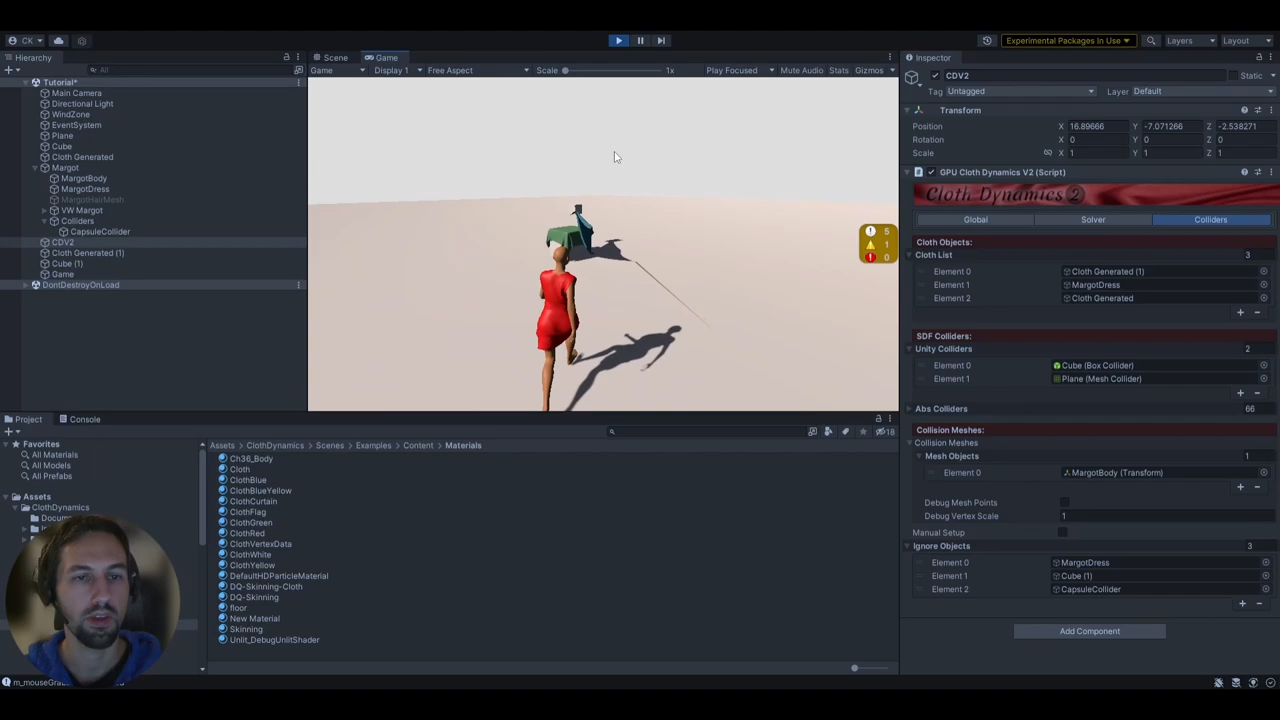 CK
Experimental Packages In Use
Layers
Layout
Hierarchy
All
Tutorial*
Main Camera
Directional Light
WindZone
EventSystem
Plane
Cube
Cloth Generated
Margot
MargotBody
MargotDress
MargotHairMesh
VW Margot
Colliders
CapsuleCollider
CDV2
Cloth Generated (1)
Cube (1)
Game
DontDestroyOnLoad
Scene
Game
Game
Display 1
Free Aspect
Scale
1x
Play Focused
Mute Audio
Stats
Gizmos
5
1
0
Inspector
CDV2
Static
Tag
Untagged
Layer
Default
Transform
Position
X
16.89666
Y
-7.071266
Z
-2.538271
Rotation
X
0
Y
0
Z
0
Scale
X
1
Y
1
Z
1
GPU Cloth Dynamics V2 (Script)
Cloth Dynamics 2
Global
Solver
Colliders
Cloth Objects:
Cloth List
3
Element 0
Cloth Generated (1)
Element 1
MargotDress
Element 2
Cloth Generated
SDF Colliders:
Unity Colliders
2
Element 0
Cube (Box Collider)
Element 1
Plane (Mesh Collider)
Abs Colliders
66
Collision Meshes:
Collision Meshes
Mesh Objects
1
Element 0
MargotBody (Transform)
Debug Mesh Points
Debug Vertex Scale
1
Manual Setup
Ignore Objects
3
Element 0
MargotDress
Element 1
Cube (1)
Element 2
CapsuleCollider
Add Component
Project
Console
18
Favorites
All Materials
All Models
All Prefabs
Assets
ClothDynamics
Assets
ClothDynamics
Scenes
Examples
Content
Materials
Ch36_Body
Cloth
ClothBlue
ClothBlueYellow
ClothCurtain
ClothFlag
ClothGreen
ClothRed
ClothVertexData
ClothWhite
ClothYellow
DefaultHDParticleMaterial
DQ-Skinning-Cloth
DQ-Skinning
floor
New Material
Skinning
Unlit_DebugUnlitShader